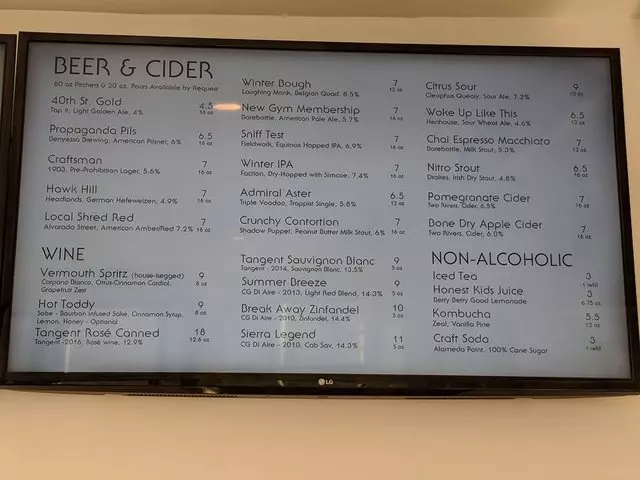 BEER & CIDER
60 oz Pitchers & 20 oz. Pours Available by Request
40th St. Gold 4.5
Tap It, Light Golden Ale, 4% 16 oz
Propaganda Pils 6.5
Berryessa Brewing, American Pilsner, 6% 16 oz
Craftsman 7
1903, Pre-Prohibition Lager, 5.6% 16 oz
Hawk Hill 7
Headlands, German Hefeweizen, 4.9% 16 oz
Local Shred Red 7
Alvarado Street, American Amber/Red 7.2% 16 oz
Winter Bough 7
Laughing Monk, Belgian Quad, 8.5% 12 oz
New Gym Membership 7
Barebottle, American Pale Ale, 5.7% 16 oz
Sniff Test 7
Fieldwork, Equinox Hopped IPA, 6.9% 16 oz
Winter IPA 7
Faction, Dry-Hopped with Simcoe, 7.4% 16 oz
Admiral Aster 6.5
Triple Voodoo, Trappist Single, 5.8% 12 oz
Crunchy Contortion 7
Shadow Puppet, Peanut Butter Milk Stout, 6% 16 oz
Citrus Sour 9
Cleophus Quealy, Sour Ale, 7.2% 10 oz
Woke Up Like This 6.5
Henhouse, Sour Wheat Ale, 4.6% 12 oz
Chai Espresso Macchiato 7
Barebottle, Milk Stout, 5.3% 12 oz
Nitro Stout 6.5
Drakes, Irish Dry Stout, 4.8% 16 oz
Pomegranate Cider 7
Two Rivers, Cider, 6.5% 16 oz
Bone Dry Apple Cider 7
Two Rivers, Cider, 6.0% 16 oz
WINE
Vermouth Spritz (house-kegged) 9
Carpano Bianco, Citrus-Cinnamon Cordial, 6 oz
Grapefruit Zest
Hot Toddy 9
Sabe - Bourbon Infused Sake, Cinnamon Syrup, 8 oz
Lemon, Honey - Optional
Tangent Rosé Canned 18
Tangent -2016, Rosé wine, 12.9% 12.6 oz
Tangent Sauvignon Blanc 9
Tangent - 2014, Sauvignon Blanc, 13.5% 5 oz
Summer Breeze 9
CG Di Aire - 2013, Light Red Blend, 14.3% 5 oz
Break Away Zinfandel 10
CG Di Aire - 2010, Zinfandel, 14.4% 5 oz
Sierra Legend 11
CG Di Aire - 2010, Cab Sav, 14.3% 5 oz
NON-ALCOHOLIC
Iced Tea 3
1 refill
Honest Kids Juice 3
Berry Berry Good Lemonade 6.75 oz
Kombucha 5.5
Zeal, Vanilla Pine 12 oz
Craft Soda 3
Alameda Point, 100% Cane Sugar 1 refill
LG